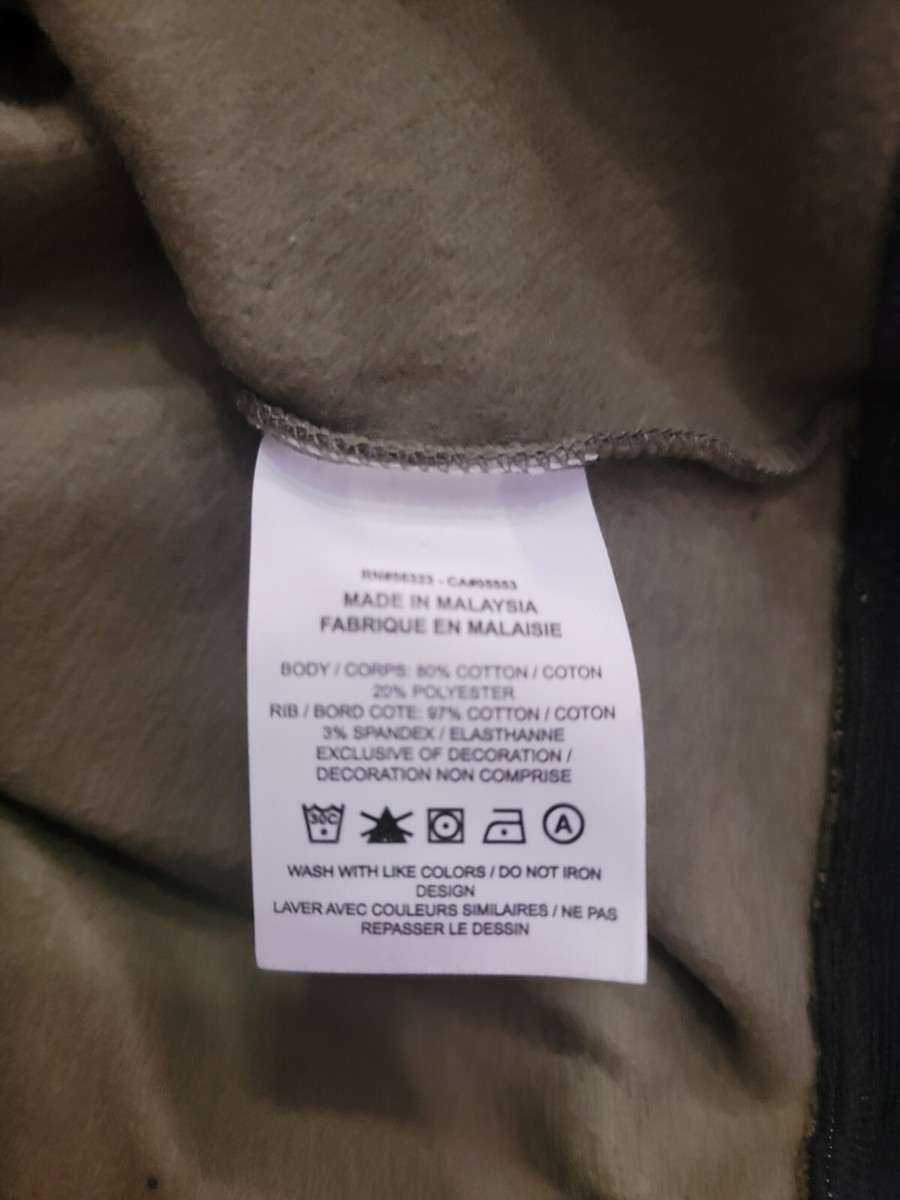 RN#56323 - CA#05553
MADE IN MALAYSIA
FABRIQUE EN MALAISIE
BODY / CORPS: 80% COTTON / COTON
20% POLYESTER
RIB / BORD COTE: 97% COTTON / COTON
3% SPANDEX / ELASTHANNE
EXCLUSIVE OF DECORATION /
DECORATION NON COMPRISE
30C A
WASH WITH LIKE COLORS / DO NOT IRON
DESIGN
LAVER AVEC COULEURS SIMILAIRES / NE PAS
REPASSER LE DESSIN